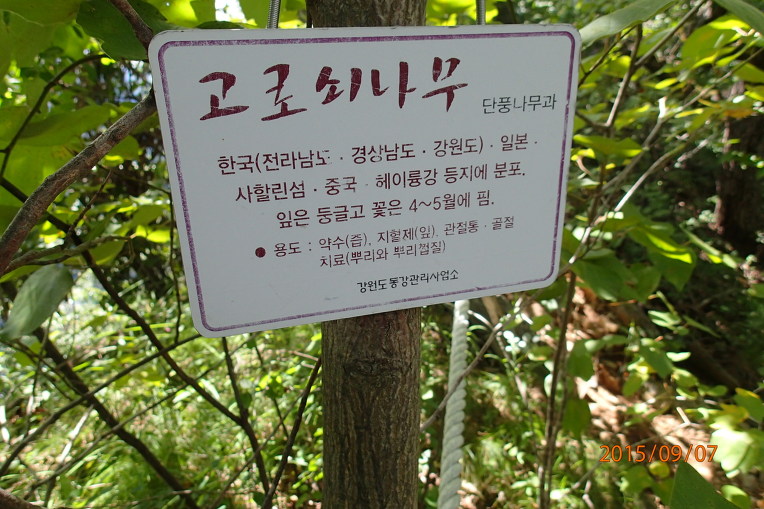 고로쇠나무 단풍나무과
한국(전라남도 · 경상남도 · 강원도) · 일본 ·
사할린섬 · 중국 · 헤이룽강 등지에 분포.
잎은 둥글고 꽃은 4~5월에 핌.
● 용도 : 약수(즙), 지혈제(잎), 관절통 · 골절
치료(뿌리와 뿌리껍질)
강원도동강관리사업소
2015/09/07